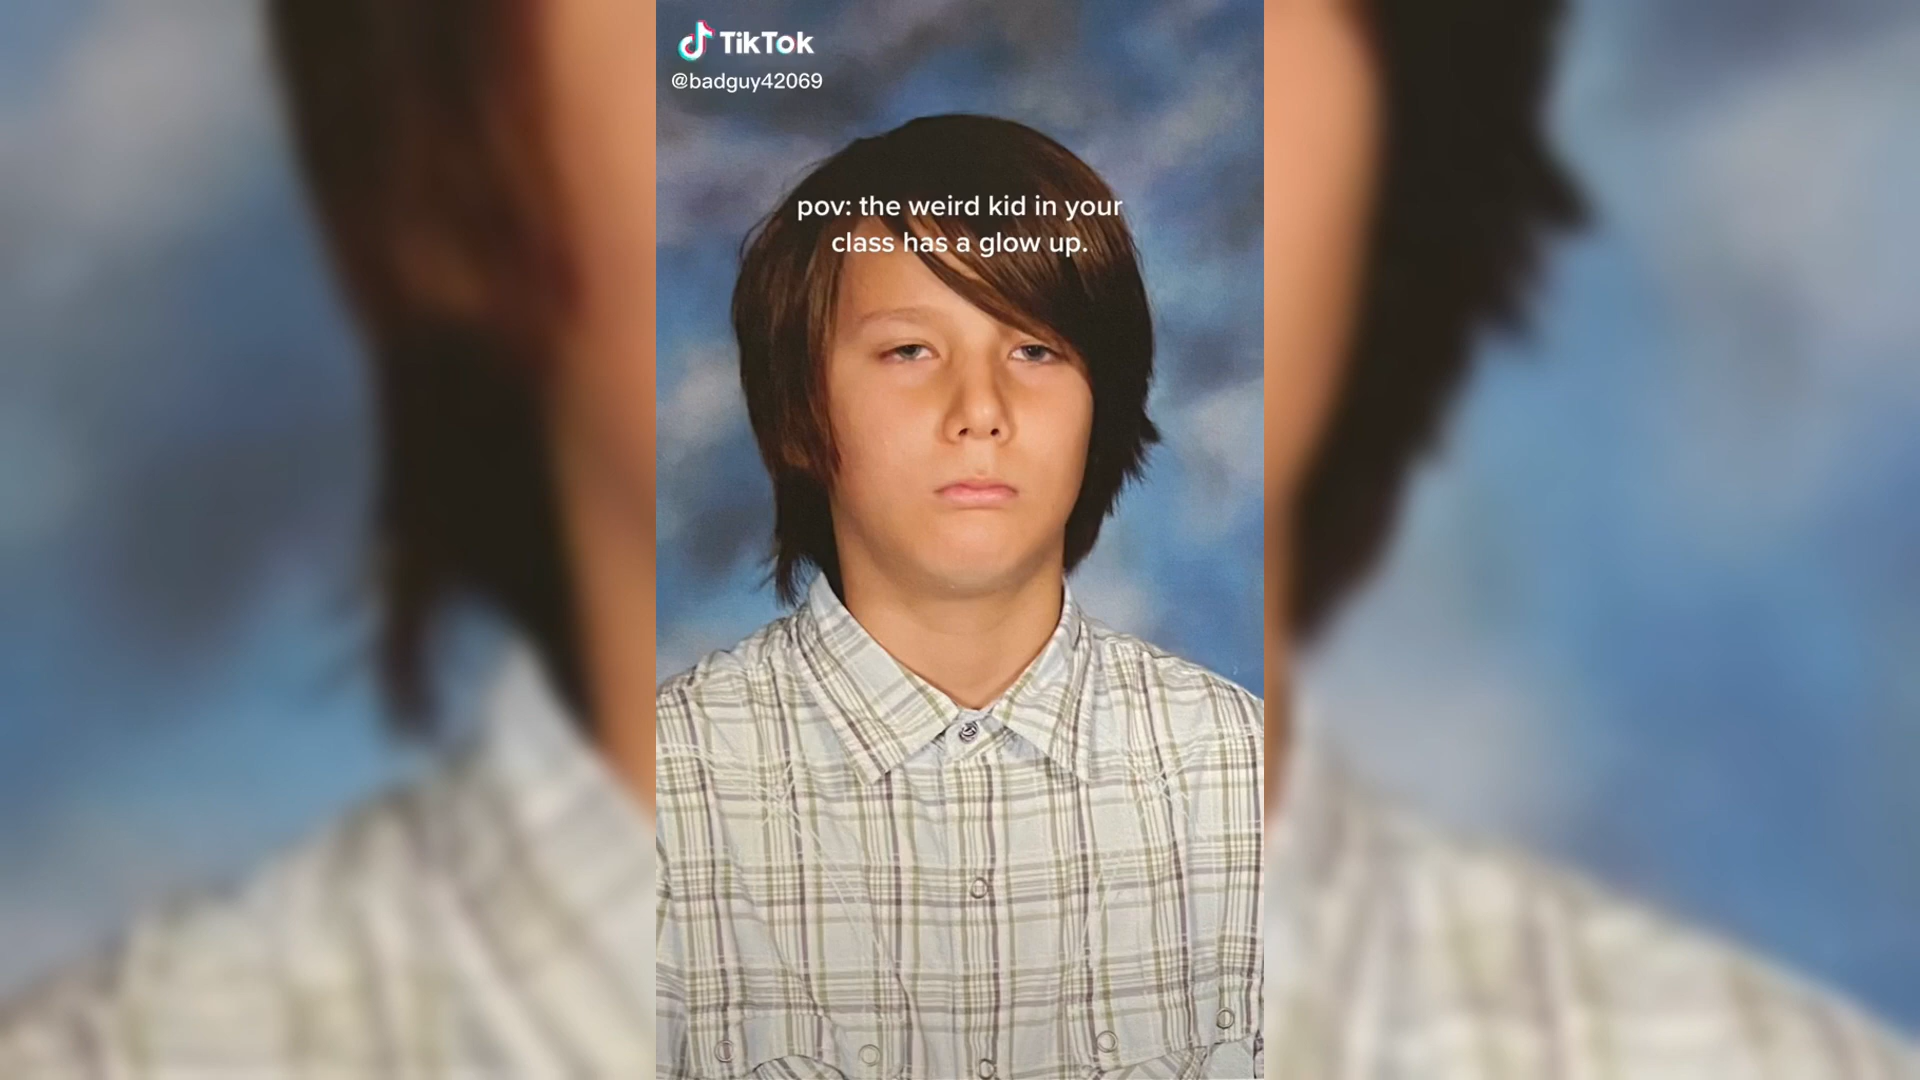 TikTok
@badguy42069
pov: the weird kid in your
class has a glow up.